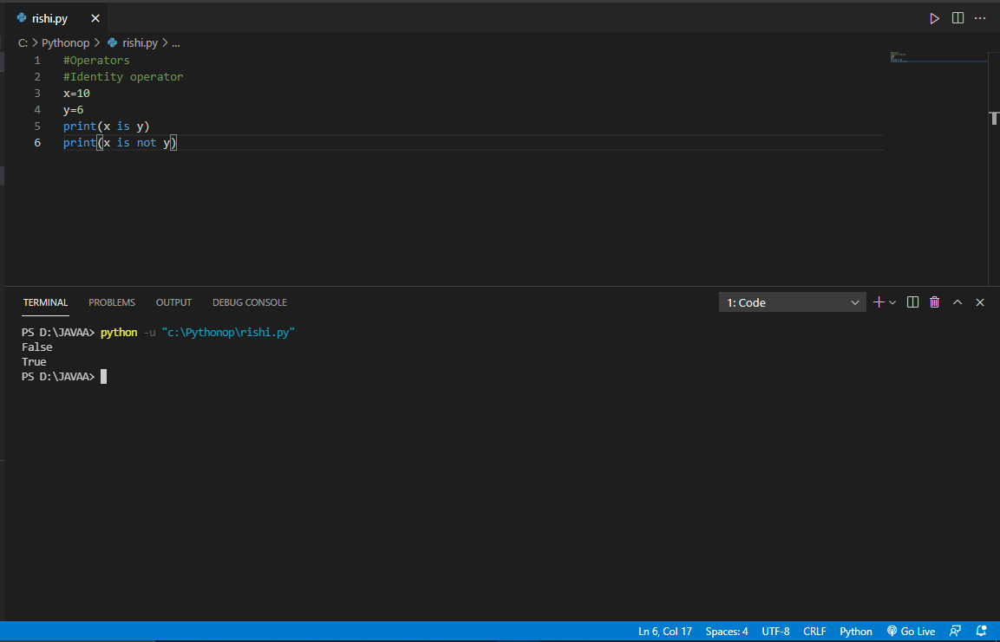 rishi.py
C: > Pythonop > rishi.py > ...
1 #Operators
2 #Identity operator
3 x=10
4 y=6
5 print(x is y)
6 print(x is not y)
TERMINAL PROBLEMS OUTPUT DEBUG CONSOLE 1: Code
PS D:\JAVAA> python -u "c:\Pythonop\rishi.py"
False
True
PS D:\JAVAA>
Ln 6, Col 17 Spaces: 4 UTF-8 CRLF Python Go Live